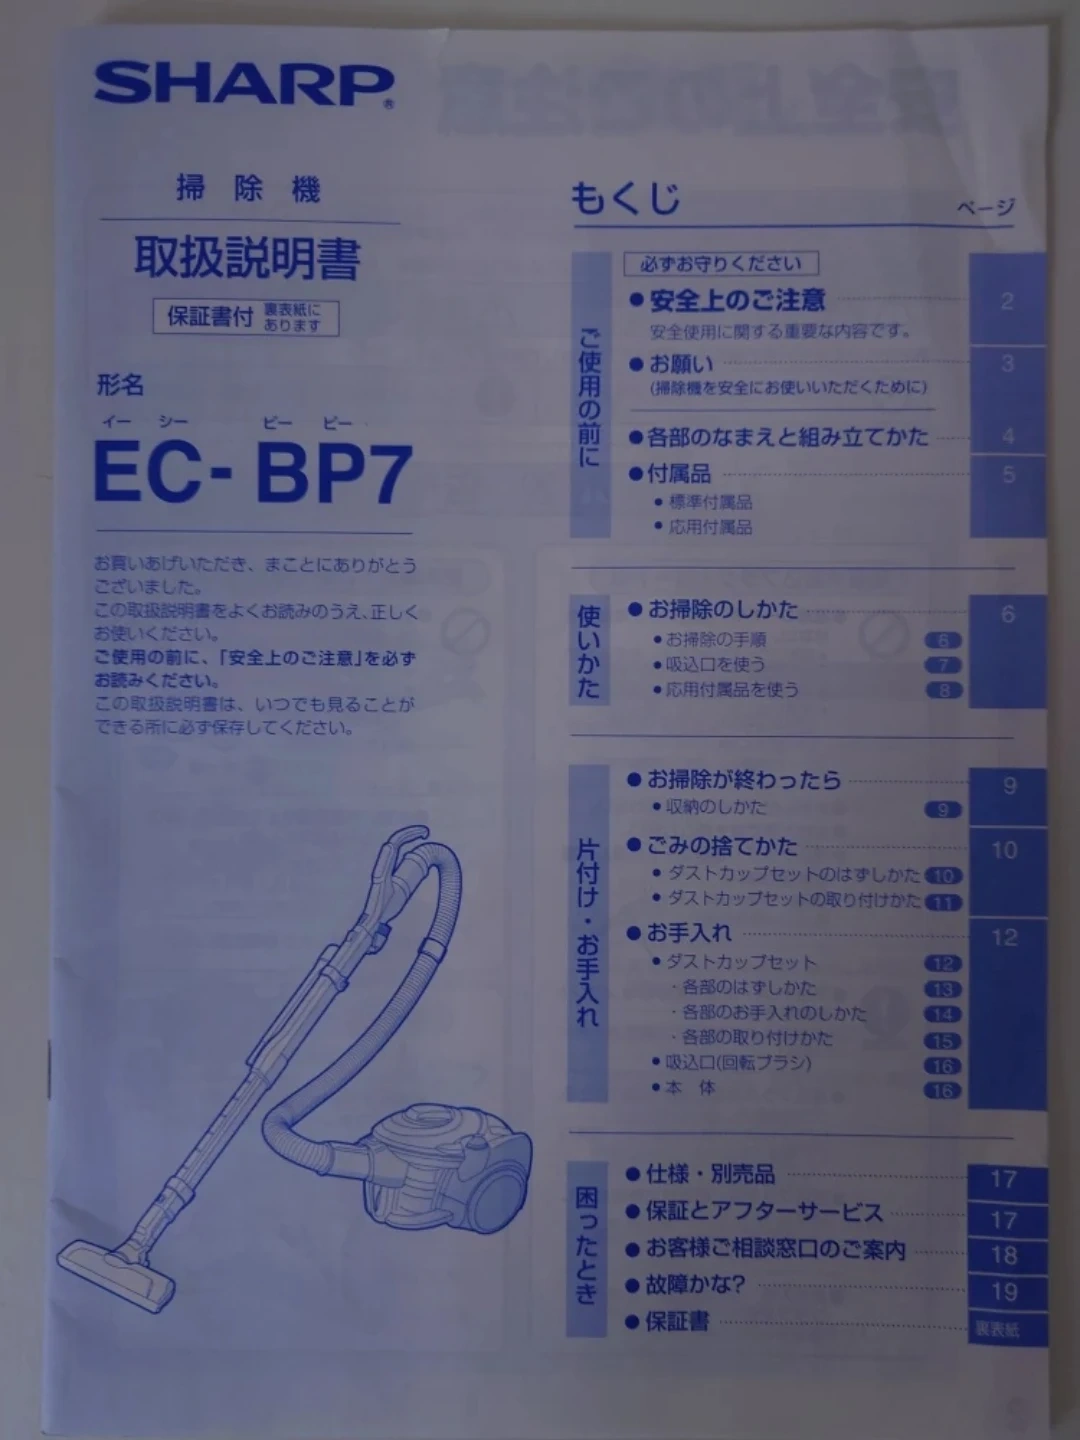 SHARP®
掃除機
取扱説明書
保証書付 裏表紙に
あります
形名
イー シー ビー ピー
EC-BP7
お買いあげいただき、まことにありがとう
ございました。
この取扱説明書をよくお読みのうえ、正しく
お使いください。
ご使用の前に、「安全上のご注意」を必ず
お読みください。
この取扱説明書は、いつでも見ることが
できる所に必ず保存してください。
もくじ
ページ
ご使用の前に
必ずお守りください
●安全上のご注意 2
安全使用に関する重要な内容です。
●お願い 3
(掃除機を安全にお使いいただくために)
●各部のなまえと組み立てかた 4
●付属品 5
●標準付属品
●応用付属品
使いかた
●お掃除のしかた 6
●お掃除の手順 6
●吸込口を使う 7
●応用付属品を使う 8
片付け・お手入れ
●お掃除が終わったら 9
●収納のしかた 9
●ごみの捨てかた 10
●ダストカップセットのはずしかた 10
●ダストカップセットの取り付けかた 11
●お手入れ 12
●ダストカップセット 12
・各部のはずしかた 13
・各部のお手入れのしかた 14
・各部の取り付けかた 15
●吸込口(回転ブラシ) 16
●本体 16
困ったとき
●仕様・別売品 17
●保証とアフターサービス 17
●お客様ご相談窓口のご案内 18
●故障かな? 19
●保証書 裏表紙